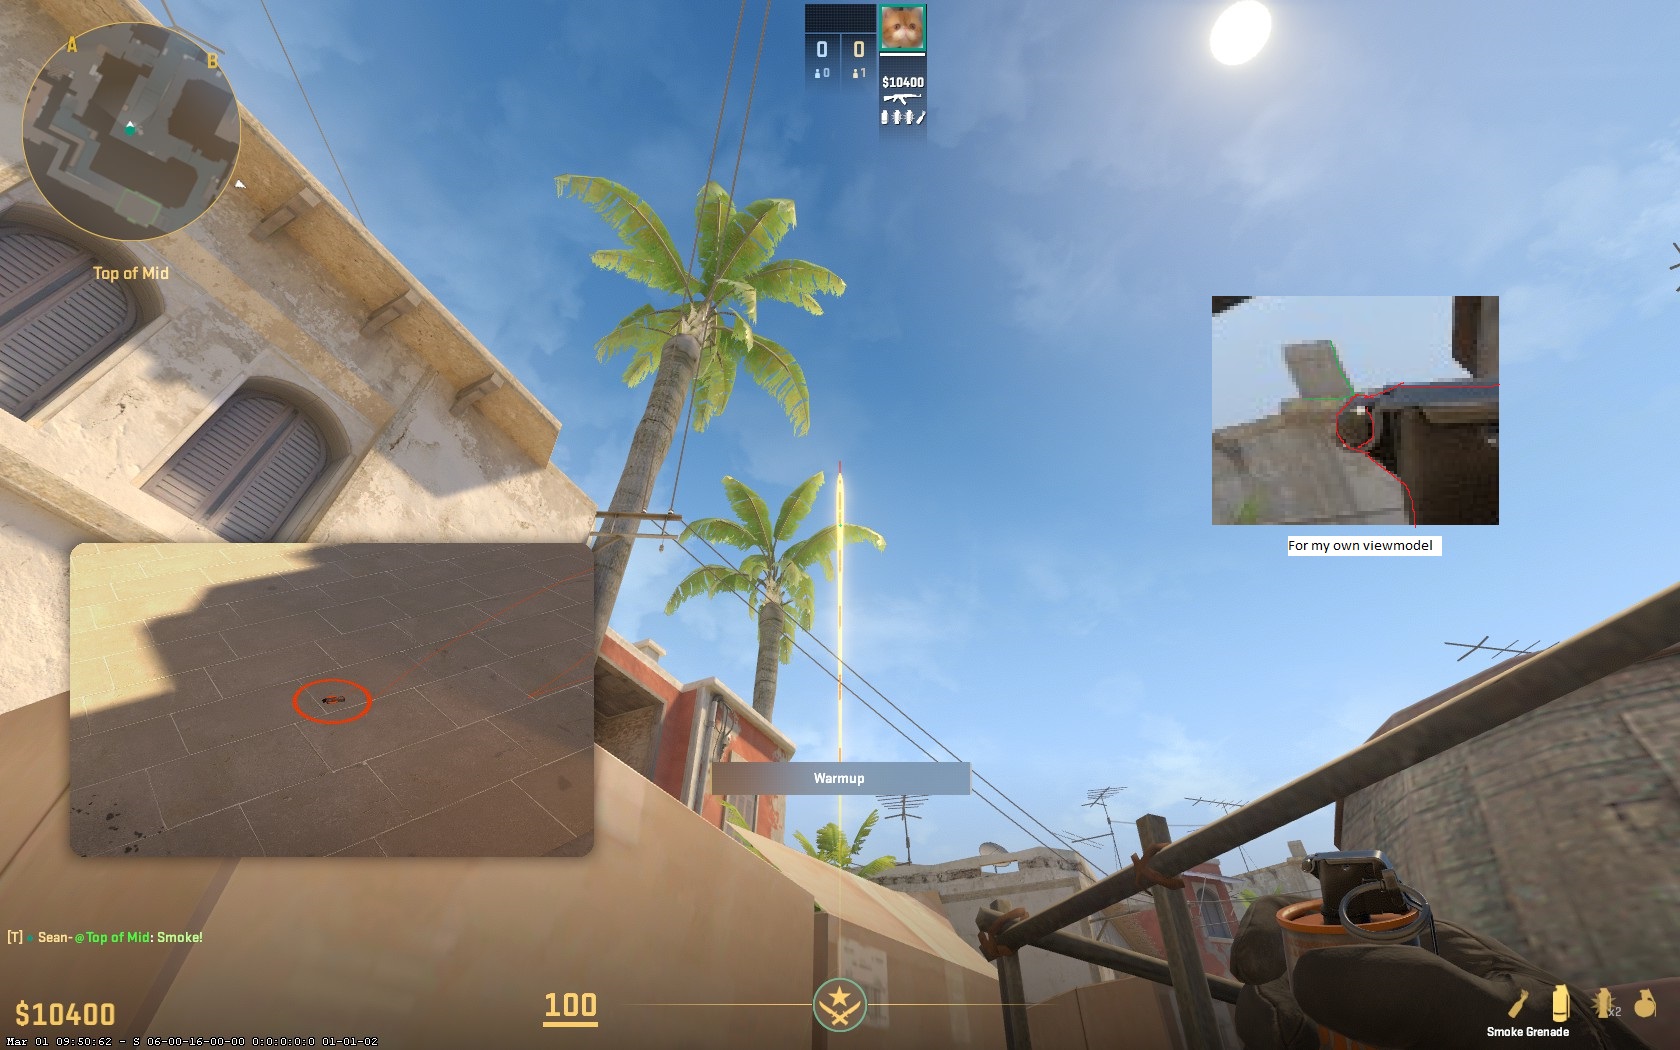 A
B
0 0
0 1
$10400
Top of Mid
For my own viewmodel
Warmup
[T] Sean-@Top of Mid: Smoke!
$10400
100
x2
Smoke Grenade
Mar 01 09:50:62 - S 06-00-16-00-00 0:0:0:0:0 01-01-02